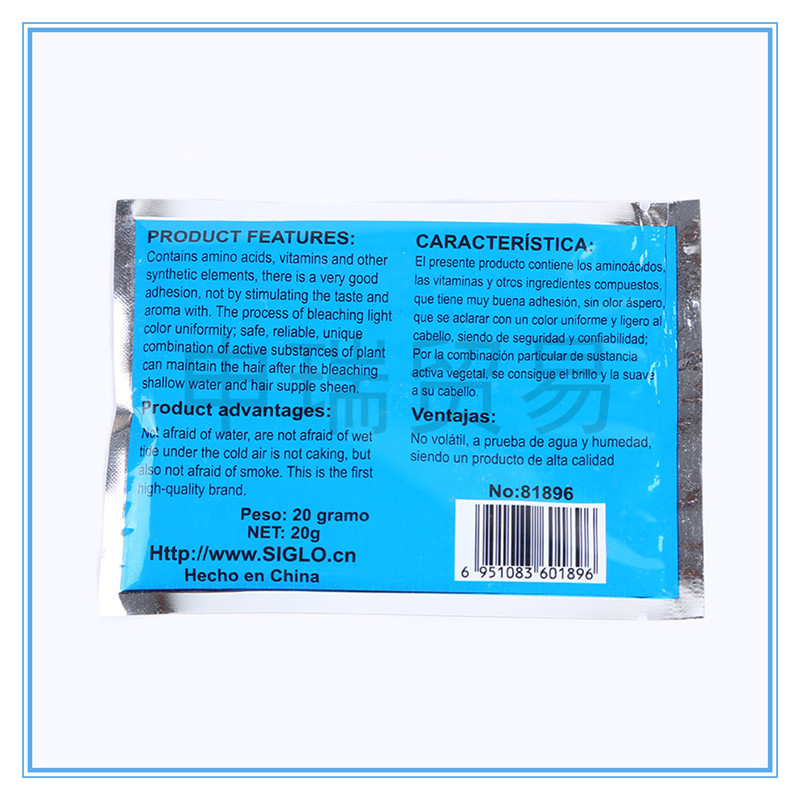 PRODUCT FEATURES:
Contains amino acids, vitamins and other
synthetic elements, there is a very good
adhesion, not by stimulating the taste and
aroma with. The process of bleaching light
color uniformity; safe, reliable, unique
combination of active substances of plant
can maintain the hair after the bleaching
shallow water and hair supple sheen.
Product advantages:
Not afraid of water, are not afraid of wet
tide under the cold air is not caking, but
also not afraid of smoke. This is the first
high-quality brand.
Peso: 20 gramo
NET: 20g
Http://www.SIGLO.cn
Hecho en China
CARACTERÍSTICA:
El presente producto contiene los aminoácidos,
las vitaminas y otros ingredientes compuestos,
que tiene muy buena adhesión, sin olor áspero,
que se aclarar con un color uniforme y ligero al
cabello, siendo de seguridad y confiabilidad;
Por la combinación particular de sustancia
activa vegetal, se consigue el brillo y la suave
a su cabello.
Ventajas:
No volátil, a prueba de agua y humedad,
siendo un producto de alta calidad
No:81896
6 951083 601896
中瑞贸易